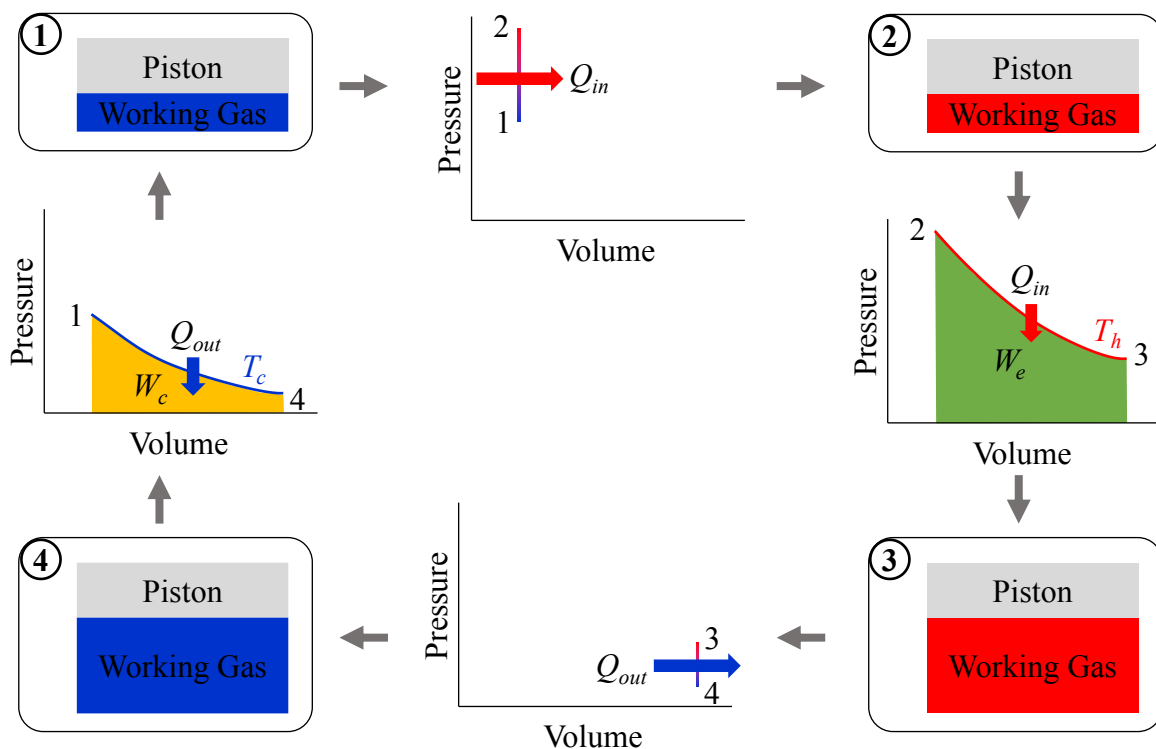 1
Piston
Working Gas
Pressure
2
1
Q_in
Volume
2
Piston
Working Gas
Pressure
1
Q_out
T_c
W_c
4
Volume
Pressure
2
Q_in
T_h
W_e
3
Volume
4
Piston
Working Gas
Pressure
3
Q_out
4
Volume
3
Piston
Working Gas